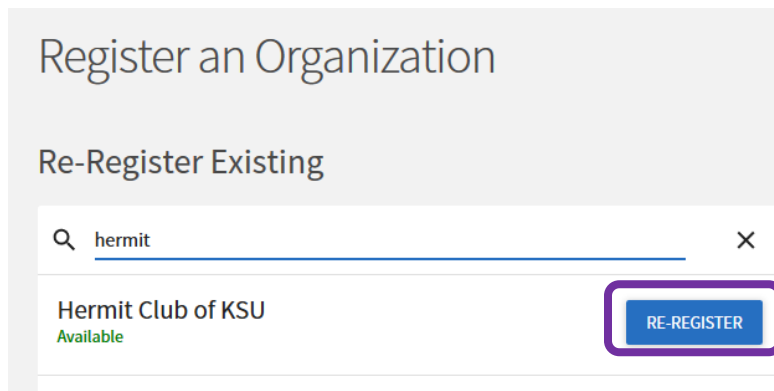 Register an Organization
Re-Register Existing
hermit
Hermit Club of KSU
Available
RE-REGISTER